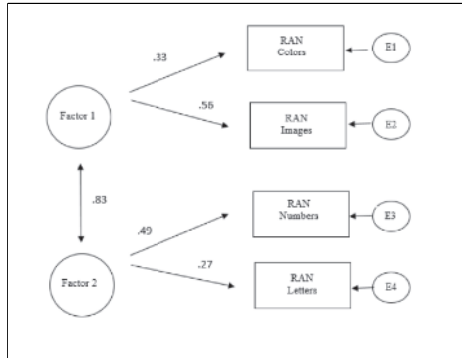 RAN
Colors
E1
.33
Factor 1
.56
RAN
Images
E2
.83
RAN
Numbers
E3
.49
Factor 2
.27
RAN
Letters
E4